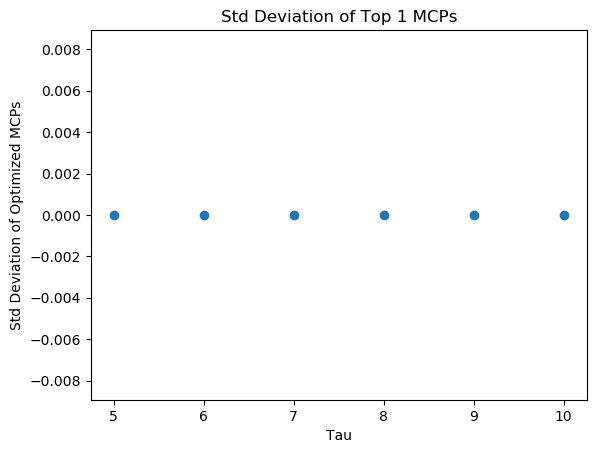 Std Deviation of Top 1 MCPs
Std Deviation of Optimized MCPs
0.008
0.006
0.004
0.002
0.000
−0.002
−0.004
−0.006
−0.008
5 6 7 8 9 10
Tau